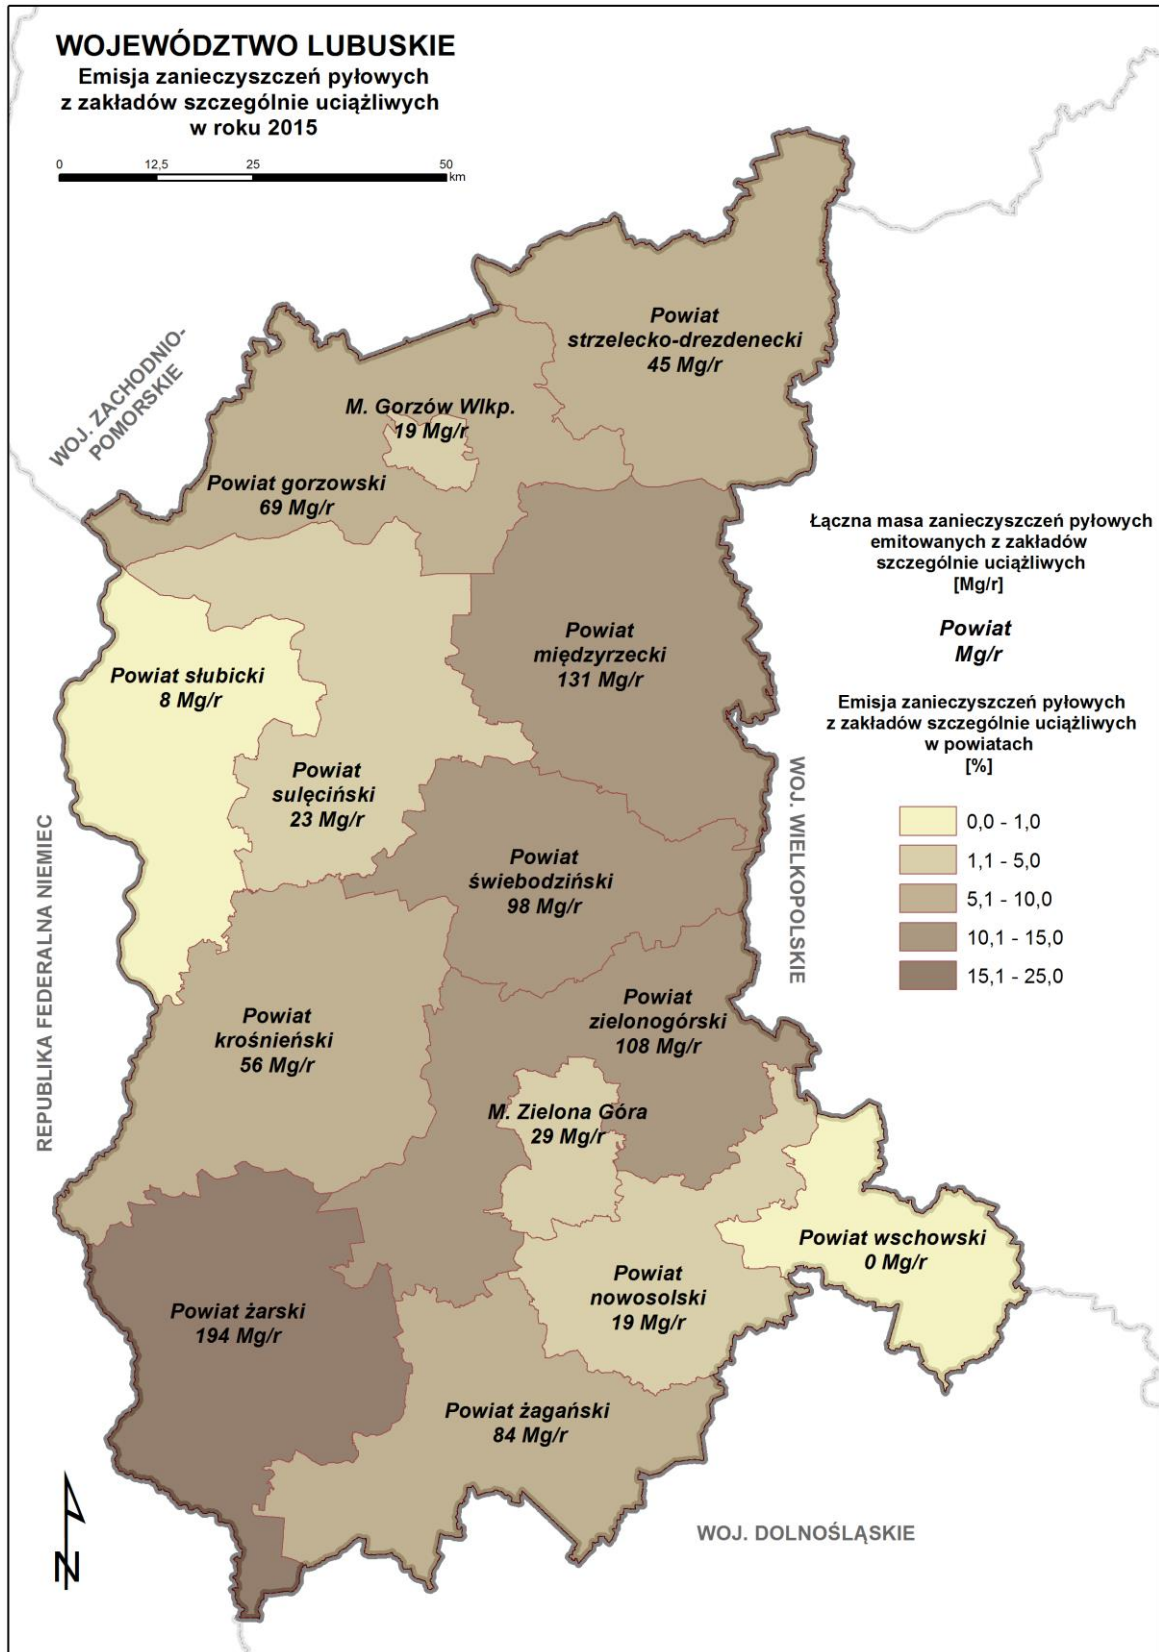 WOJEWÓDZTWO LUBUSKIE
Emisja zanieczyszczeń pyłowych
z zakładów szczególnie uciążliwych
w roku 2015
0 12,5 25 50
km
WOJ. ZACHODNIO-
POMORSKIE
Powiat
strzelecko-drezdenecki
45 Mg/r
M. Gorzów Wlkp.
19 Mg/r
Powiat gorzowski
69 Mg/r
Łączna masa zanieczyszczeń pyłowych
emitowanych z zakładów
szczególnie uciążliwych
[Mg/r]
Powiat
Mg/r
Emisja zanieczyszczeń pyłowych
z zakładów szczególnie uciążliwych
w powiatach
[%]
0,0 - 1,0
1,1 - 5,0
5,1 - 10,0
10,1 - 15,0
15,1 - 25,0
Powiat
międzyrzecki
131 Mg/r
Powiat słubicki
8 Mg/r
Powiat
sulęciński
23 Mg/r
WOJ. WIELKOPOLSKIE
REPUBLIKA FEDERALNA NIEMIEC
Powiat
świebodziński
98 Mg/r
Powiat
zielonogórski
108 Mg/r
Powiat
krośnieński
56 Mg/r
M. Zielona Góra
29 Mg/r
Powiat wschowski
0 Mg/r
Powiat
nowosolski
19 Mg/r
Powiat żarski
194 Mg/r
Powiat żagański
84 Mg/r
WOJ. DOLNOŚLĄSKIE
N